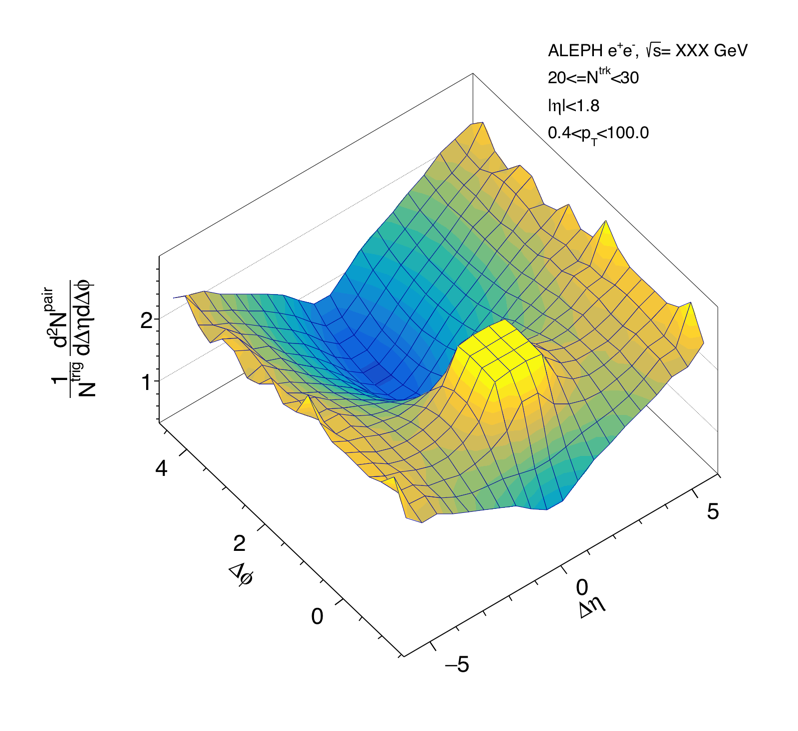 ALEPH e⁺e⁻, √s= XXX GeV
20<=Nᵗʳᵏ<30
|η|<1.8
0.4<p_T<100.0
1/N^trig d²N^pair/dΔηdΔϕ
2
1
4
2
0
Δϕ
−5
0
5
Δη